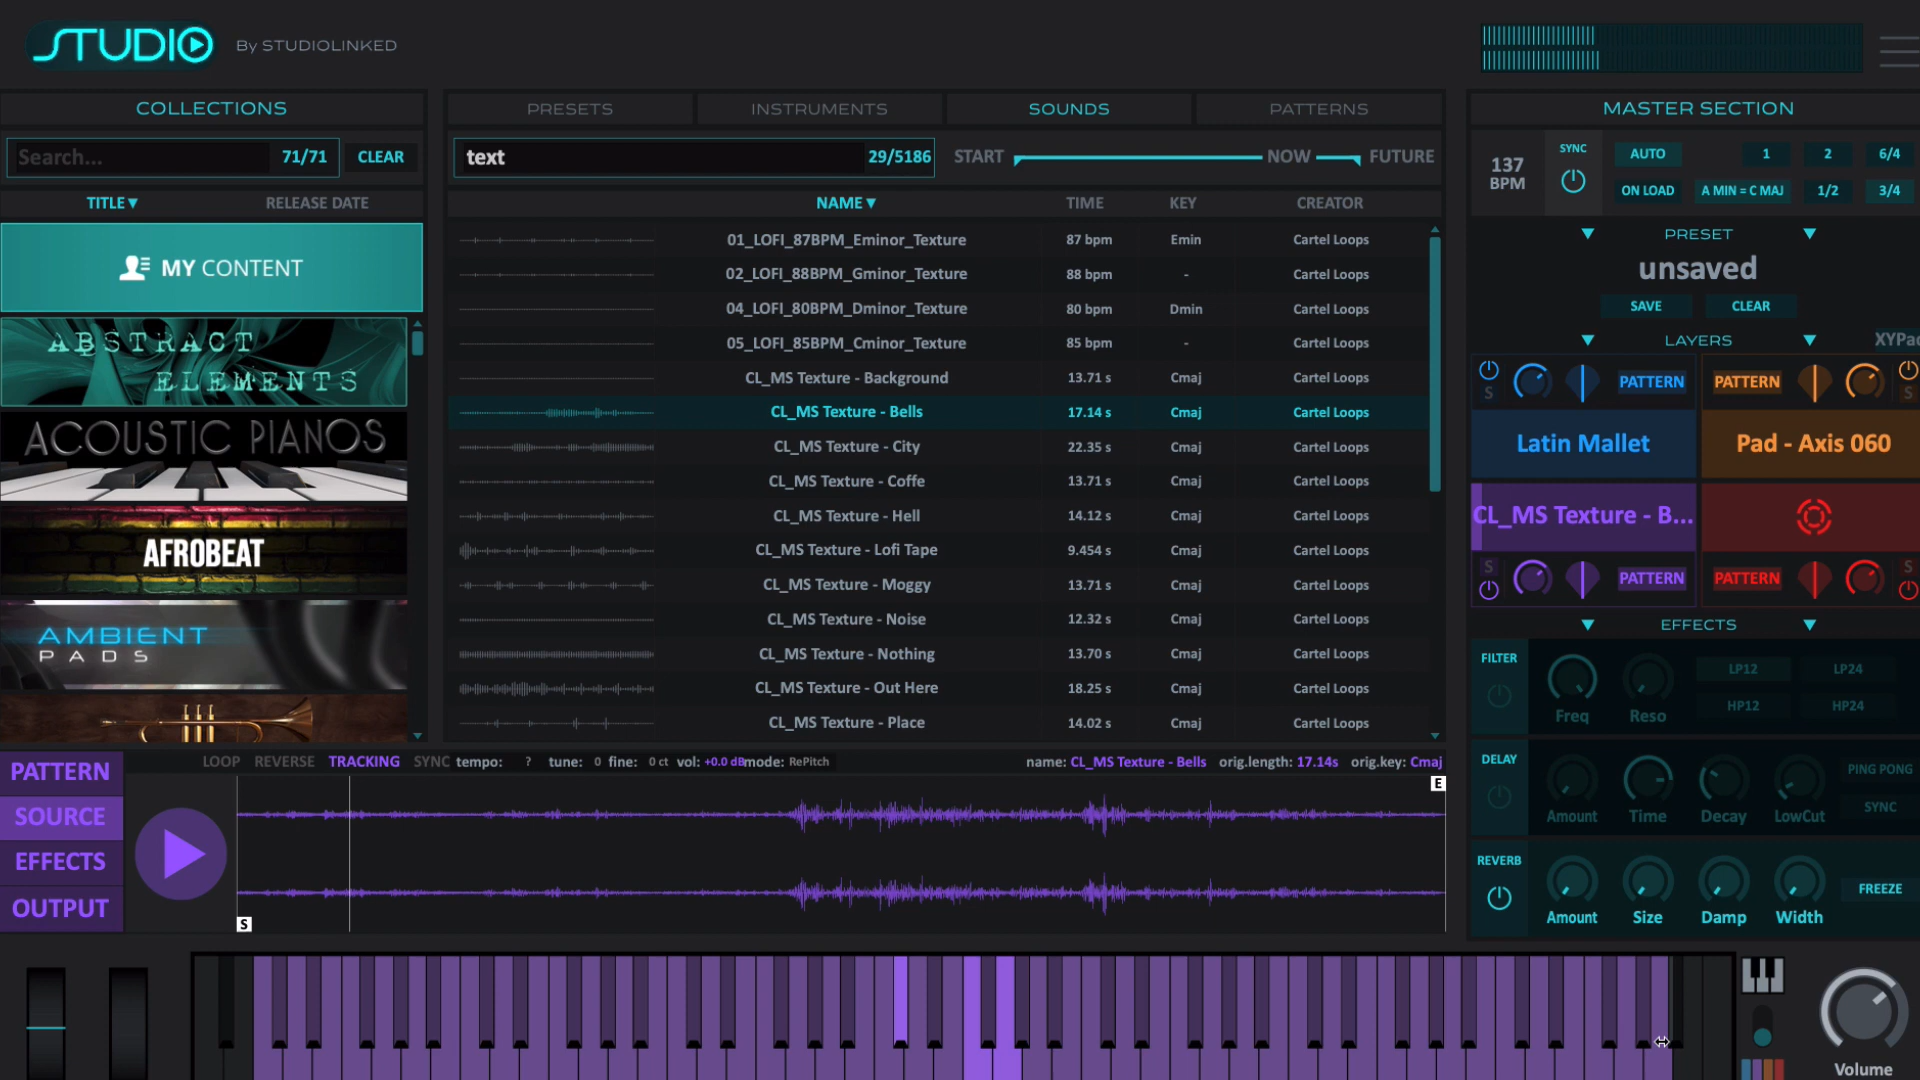 STUDIO By STUDIOLINKED
COLLECTIONS
Search... 71/71 CLEAR
TITLE▼ RELEASE DATE
MY CONTENT
ABSTRACT
ELEMENTS
ACOUSTIC PIANOS
AFROBEAT
AMBIENT
PADS
PRESETS INSTRUMENTS SOUNDS PATTERNS
text 29/5186 START NOW FUTURE
NAME▼ TIME KEY CREATOR
01_LOFI_87BPM_Eminor_Texture 87 bpm Emin Cartel Loops
02_LOFI_88BPM_Gminor_Texture 88 bpm - Cartel Loops
04_LOFI_80BPM_Dminor_Texture 80 bpm Dmin Cartel Loops
05_LOFI_85BPM_Cminor_Texture 85 bpm - Cartel Loops
CL_MS Texture - Background 13.71 s Cmaj Cartel Loops
CL_MS Texture - Bells 17.14 s Cmaj Cartel Loops
CL_MS Texture - City 22.35 s Cmaj Cartel Loops
CL_MS Texture - Coffe 13.71 s Cmaj Cartel Loops
CL_MS Texture - Hell 14.12 s Cmaj Cartel Loops
CL_MS Texture - Lofi Tape 9.454 s Cmaj Cartel Loops
CL_MS Texture - Moggy 13.71 s Cmaj Cartel Loops
CL_MS Texture - Noise 12.32 s Cmaj Cartel Loops
CL_MS Texture - Nothing 13.70 s Cmaj Cartel Loops
CL_MS Texture - Out Here 18.25 s Cmaj Cartel Loops
CL_MS Texture - Place 14.02 s Cmaj Cartel Loops
MASTER SECTION
137 BPM SYNC AUTO 1 2 6/4
ON LOAD A MIN = C MAJ 1/2 3/4
PRESET
unsaved
SAVE CLEAR
LAYERS XYPad
S PATTERN PATTERN S
Latin Mallet Pad - Axis 060
CL_MS Texture - B...
S PATTERN PATTERN S
EFFECTS
FILTER LP12 LP24
HP12 HP24
Freq Reso
DELAY PING PONG
SYNC
Amount Time Decay LowCut
REVERB FREEZE
Amount Size Damp Width
PATTERN
SOURCE
EFFECTS
OUTPUT
LOOP REVERSE TRACKING SYNC tempo: ? tune: 0 fine: 0 ct vol: +0.0 dB mode: RePitch name: CL_MS Texture - Bells orig.length: 17.14s orig.key: Cmaj
E
S
Volume